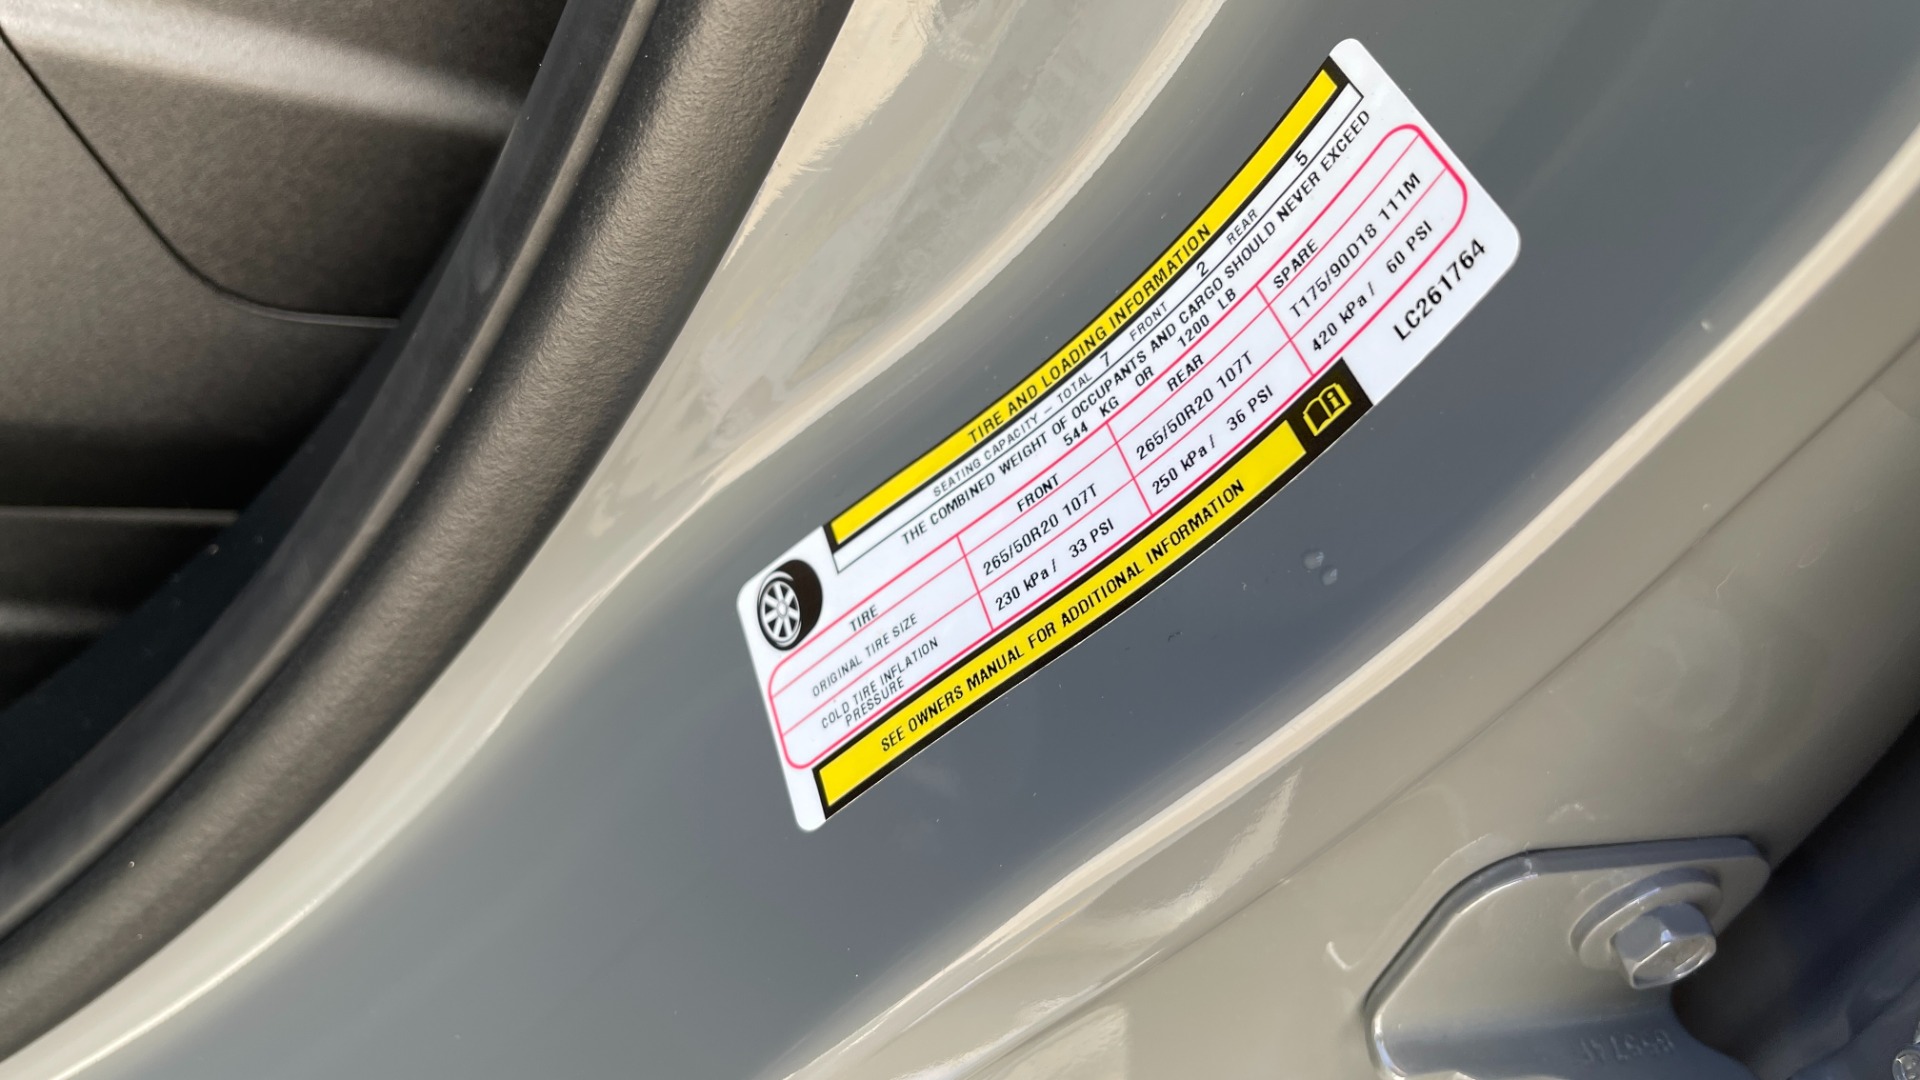 TIRE AND LOADING INFORMATION
SEATING CAPACITY – TOTAL 7 FRONT 2 REAR 5
THE COMBINED WEIGHT OF OCCUPANTS AND CARGO SHOULD NEVER EXCEED
544 KG OR 1200 LB
TIRE FRONT REAR SPARE
ORIGINAL TIRE SIZE 265/50R20 107T 265/50R20 107T T175/90D18 111M
COLD TIRE INFLATION PRESSURE 230 kPa / 33 PSI 250 kPa / 36 PSI 420 kPa / 60 PSI
SEE OWNERS MANUAL FOR ADDITIONAL INFORMATION
LC261764